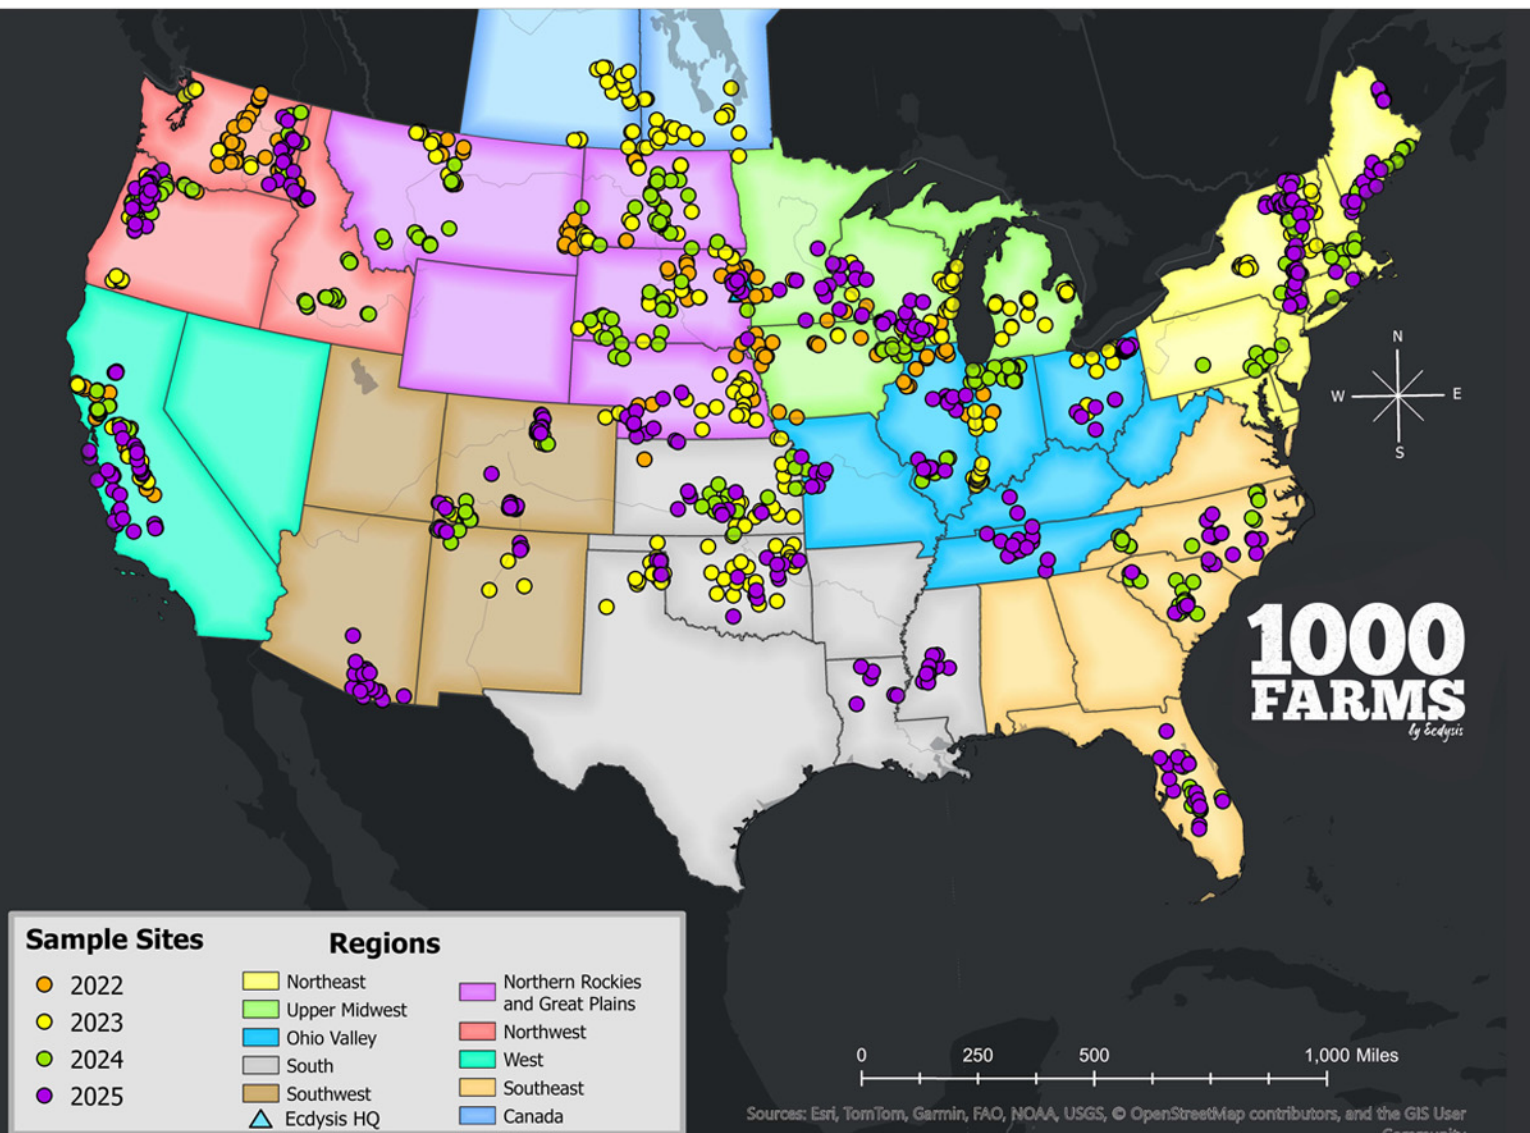 N
W
E
S
1000
FARMS
by Ecdysis
Sample Sites
2022
2023
2024
2025
Regions
Northeast
Upper Midwest
Ohio Valley
South
Southwest
Ecdysis HQ
Northern Rockies
and Great Plains
Northwest
West
Southeast
Canada
0
250
500
1,000 Miles
Sources: Esri, TomTom, Garmin, FAO, NOAA, USGS, © OpenStreetMap contributors, and the GIS User